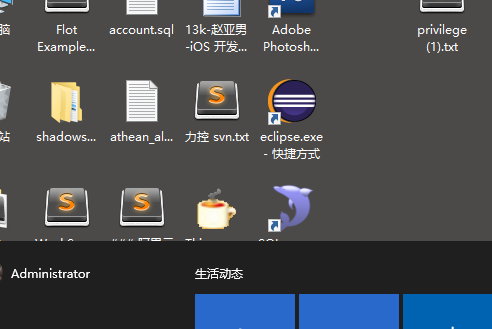 脑
Flot
Example...
account.sql
13k-赵亚男
-iOS 开发...
Adobe
Photosh...
privilege
(1).txt
站
shadows...
athean_al...
力控 svn.txt
eclipse.exe
- 快捷方式
Administrator
生活动态